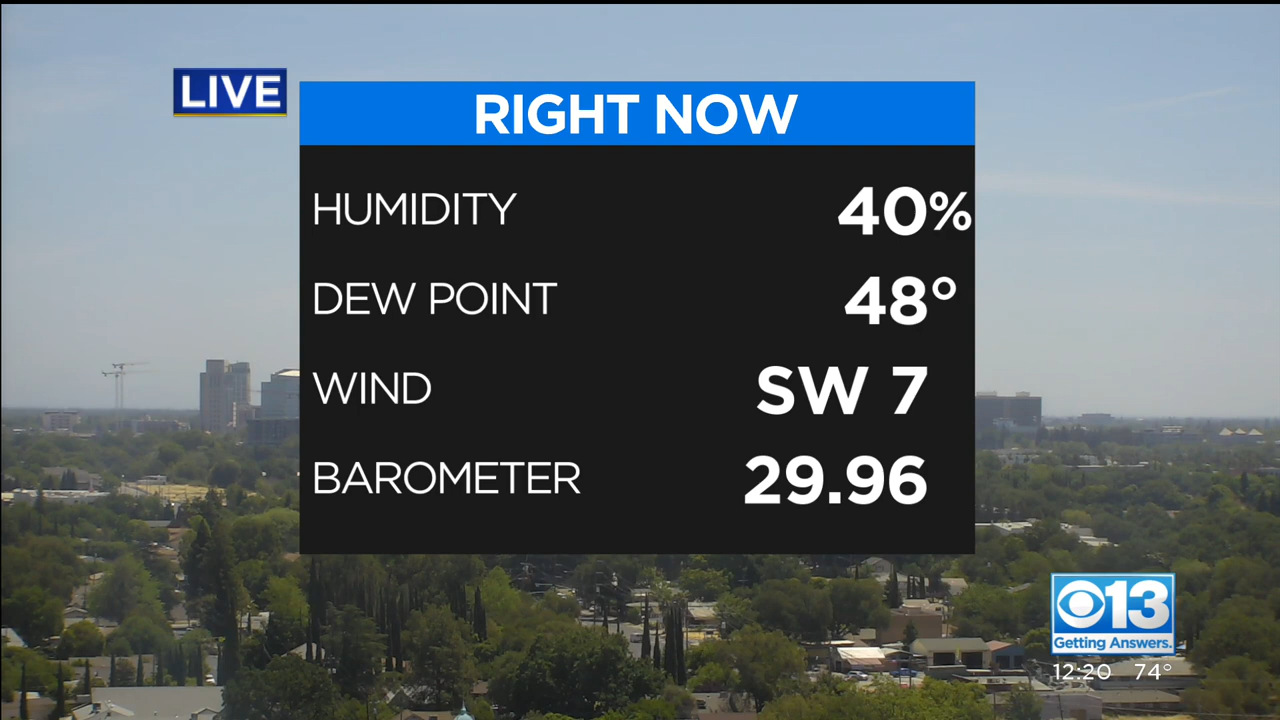 LIVE
RIGHT NOW
HUMIDITY 40%
DEW POINT 48°
WIND SW 7
BAROMETER 29.96
13
Getting Answers.
12:20 74°